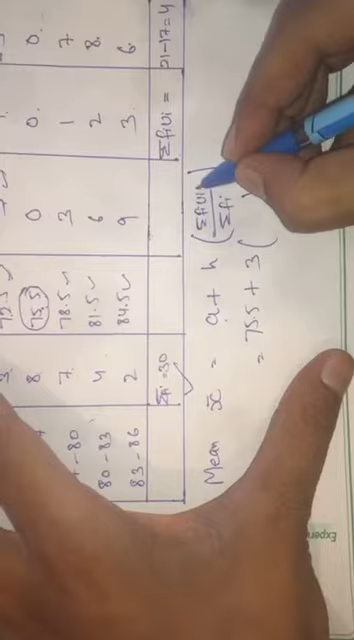 8 75.5 0 0. 0.
- 80 7. 78.5 ✓ 3 1 7
80 - 83 4 81.5 ✓ 6 2 8.
83 - 86 2 84.5 ✓ 9 3. 6
Σfi = 30 Σfiui = 21-17=4
Mean x̄ = a + h (Σfiui / Σfi)
= 75.5 + 3 (